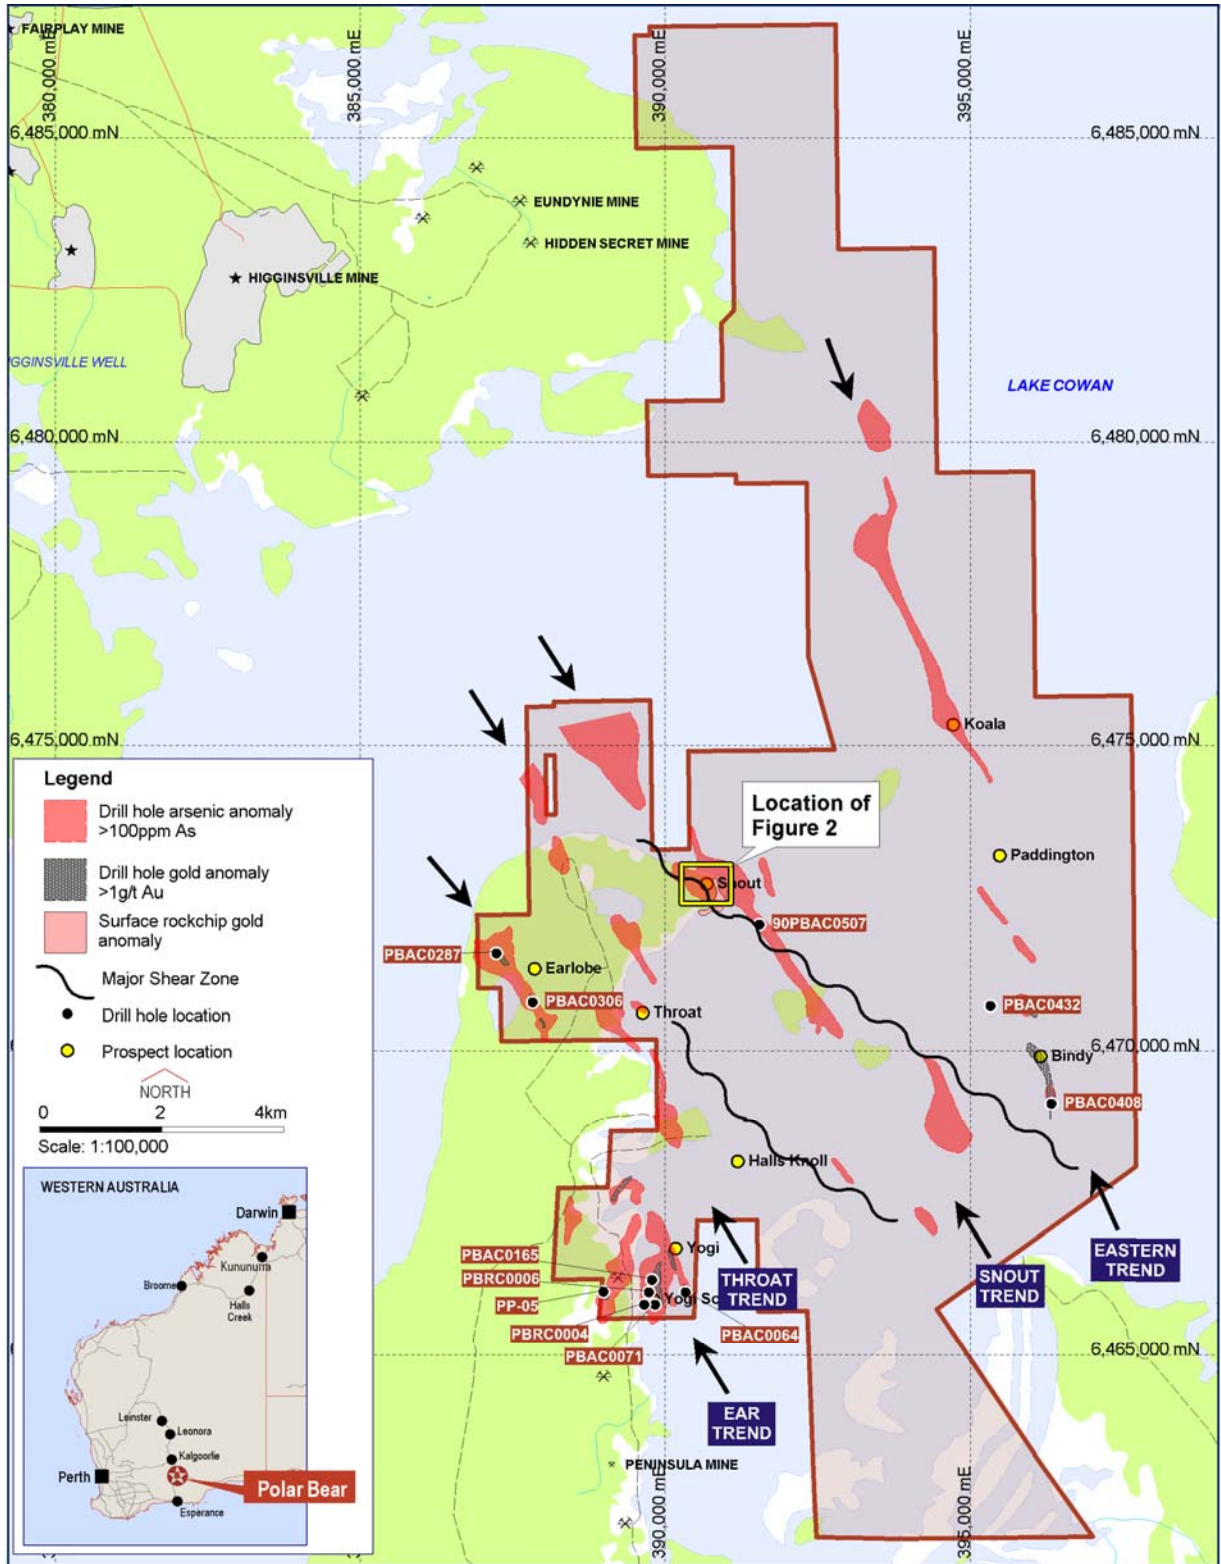 FAIRPLAY MINE
380,000 mE
385,000 mE
390,000 mE
395,000 mE
6,485,000 mN
6,485,000 mN
EUNDYNIE MINE
HIDDEN SECRET MINE
HIGGINSVILLE MINE
GGINSVILLE WELL
LAKE COWAN
6,480,000 mN
6,480,000 mN
Koala
6,475,000 mN
6,475,000 mN
Location of
Figure 2
Paddington
Snout
90PBAC0507
PBAC0287
Earlobe
PBAC0306
Throat
PBAC0432
6,470,000 mN
Bindy
PBAC0408
Halls Knoll
Yogi
PBAC0165
PBRC0006
PP-05
PBRC0004
PBAC0071
PBAC0064
THROAT
TREND
SNOUT
TREND
EASTERN
TREND
6,465,000 mN
EAR
TREND
PENINSULA MINE
390,000 mE
395,000 mE
Legend
Drill hole arsenic anomaly
>100ppm As
Drill hole gold anomaly
>1g/t Au
Surface rockchip gold
anomaly
Major Shear Zone
Drill hole location
Prospect location
NORTH
0 2 4km
Scale: 1:100,000
WESTERN AUSTRALIA
Darwin
Kununurra
Broome
Halls
Creek
Leinster
Leonora
Kalgoorlie
Perth
Polar Bear
Esperance